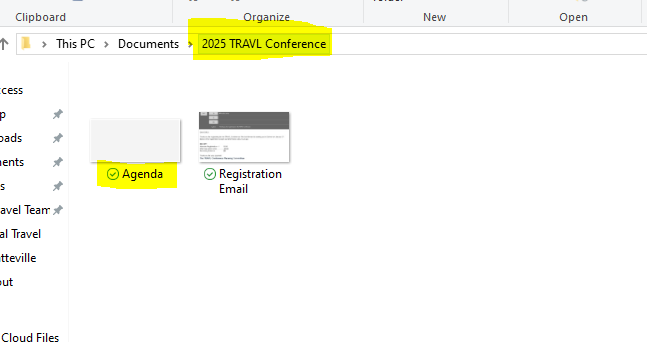 Clipboard Organize New Open
This PC > Documents > 2025 TRAVL Conference
ccess
p
oads
ments
s
avel Team
al Travel
tteville
out
Cloud Files
Agenda
Registration
Email